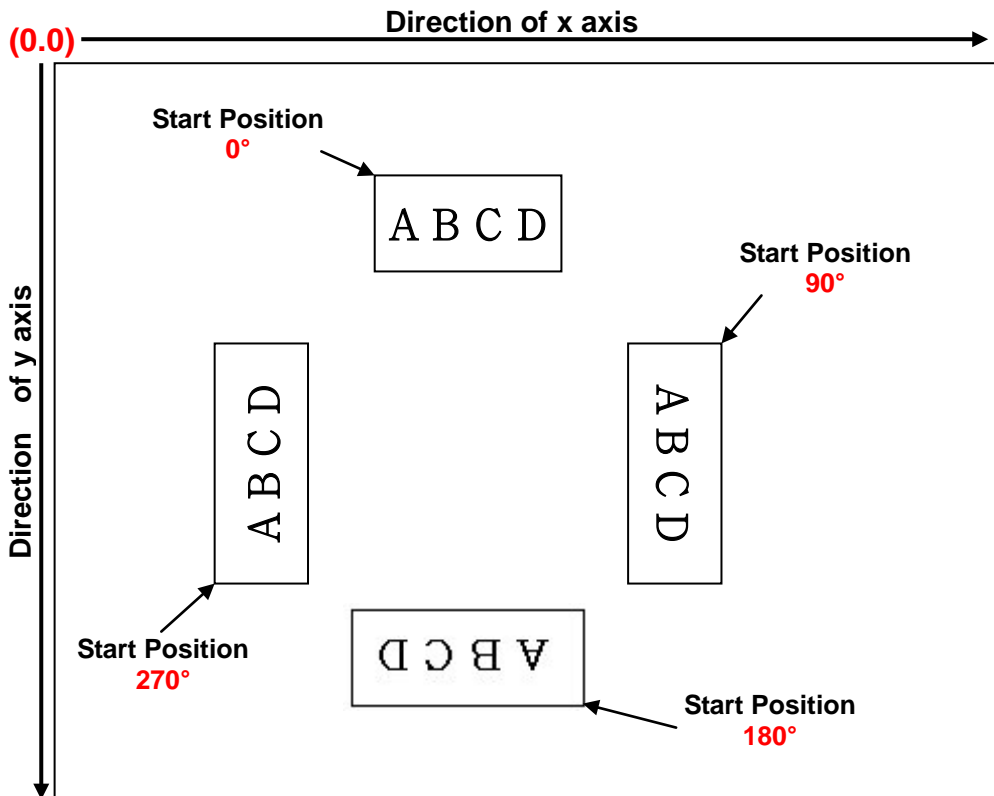 Direction of x axis
(0.0)
Start Position
0°
A B C D
Start Position
90°
Direction of y axis
A B C D
A B C D
Start Position
270°
A B C D
Start Position
180°